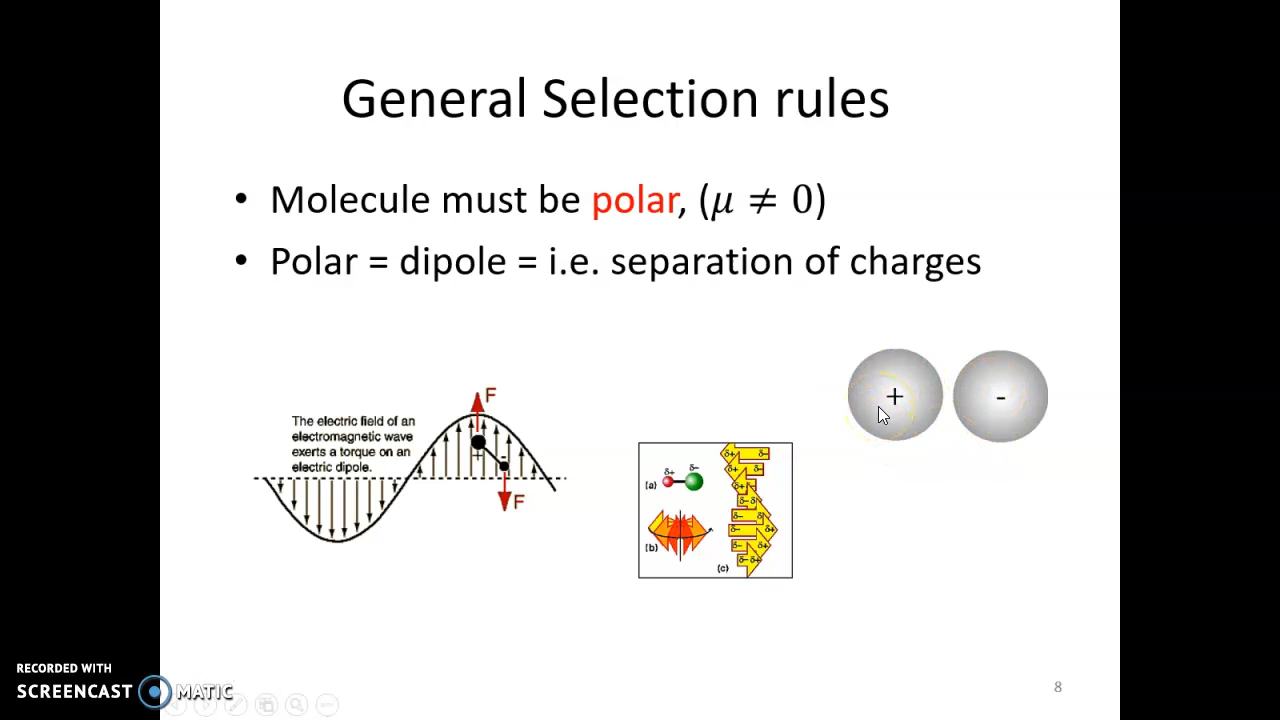 General Selection rules
• Molecule must be polar, (μ ≠ 0)
• Polar = dipole = i.e. separation of charges
The electric field of an
electromagnetic wave
exerts a torque on an
electric dipole.
F
+
-
F
(a)
δ+
δ−
(b)
(c)
δ+ δ−
δ+ δ−
δ+
δ− δ
δ− δ
δ− δ+
δ− δ+
δ− δ+
+
-
RECORDED WITH
SCREENCAST MATIC
8